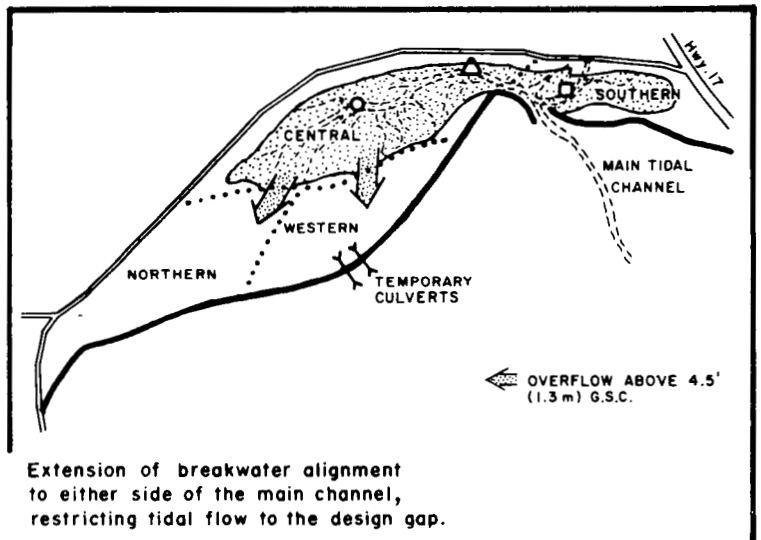 Hwy. 17
SOUTHERN
CENTRAL
MAIN TIDAL
CHANNEL
WESTERN
NORTHERN
TEMPORARY
CULVERTS
OVERFLOW ABOVE 4.5'
(1.3 m) G.S.C.
Extension of breakwater alignment
to either side of the main channel,
restricting tidal flow to the design gap.